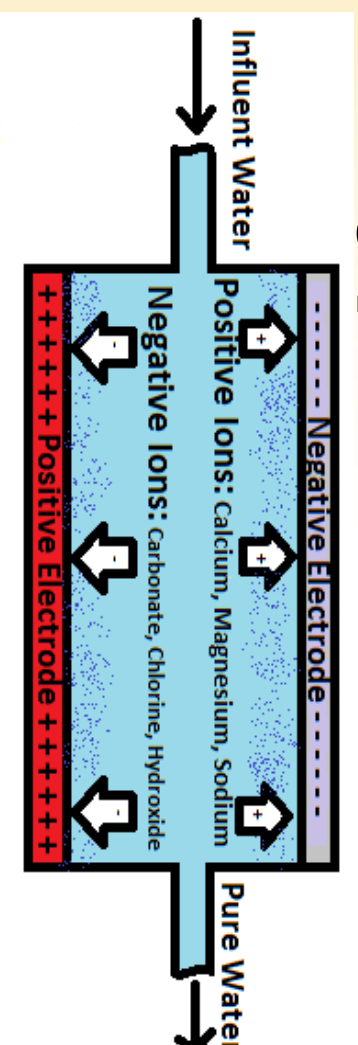 Influent Water
- - - - - - Negative Electrode - - - - - -
+ + +
Positive Ions: Calcium, Magnesium, Sodium
Negative Ions: Carbonate, Chlorine, Hydroxide
- - -
+ + + + + + Positive Electrode + + + + + +
Pure Water